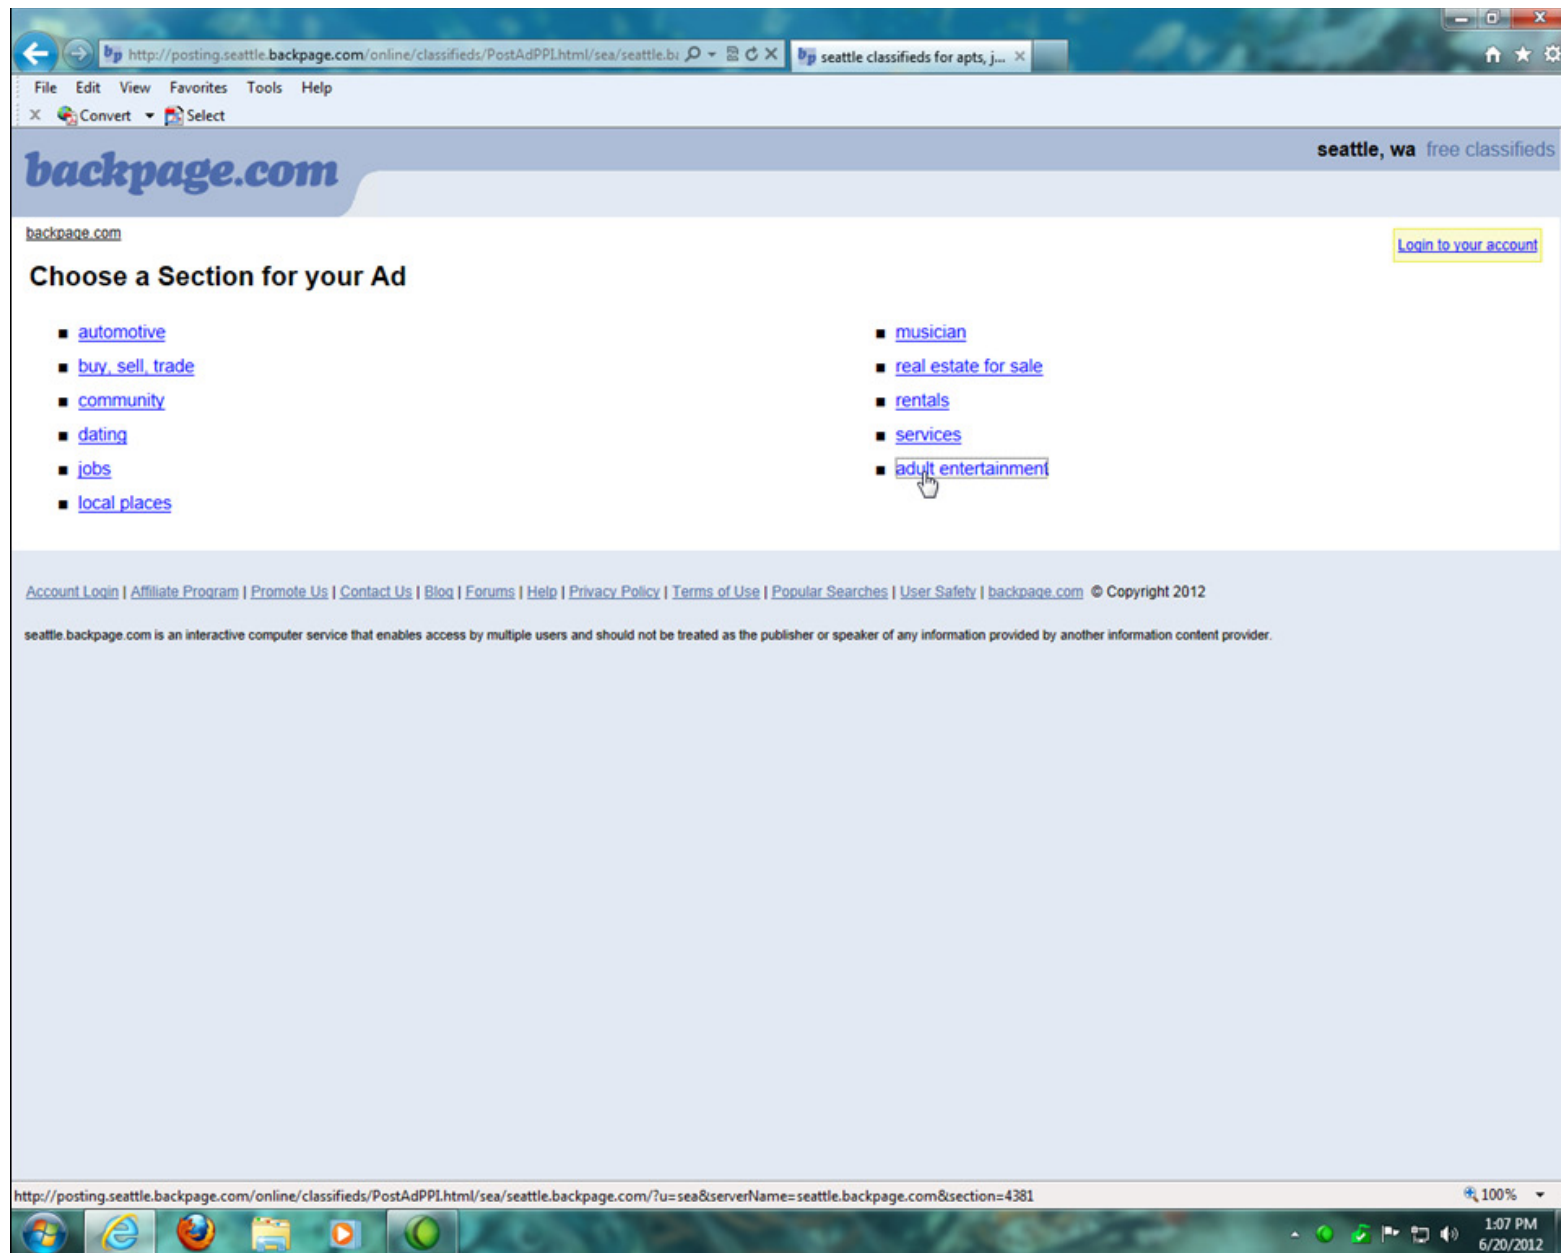 http://posting.seattle.backpage.com/online/classifieds/PostAdPPI.html/sea/seattle.ba
bp seattle classifieds for apts, j...
File Edit View Favorites Tools Help
Convert Select
seattle, wa free classifieds
backpage.com
backpage.com
Login to your account
Choose a Section for your Ad
automotive
buy, sell, trade
community
dating
jobs
local places
musician
real estate for sale
rentals
services
adult entertainment
Account Login | Affiliate Program | Promote Us | Contact Us | Blog | Forums | Help | Privacy Policy | Terms of Use | Popular Searches | User Safety | backpage.com © Copyright 2012
seattle.backpage.com is an interactive computer service that enables access by multiple users and should not be treated as the publisher or speaker of any information provided by another information content provider.
http://posting.seattle.backpage.com/online/classifieds/PostAdPPI.html/sea/seattle.backpage.com/?u=sea&serverName=seattle.backpage.com&section=4381
100%
1:07 PM
6/20/2012